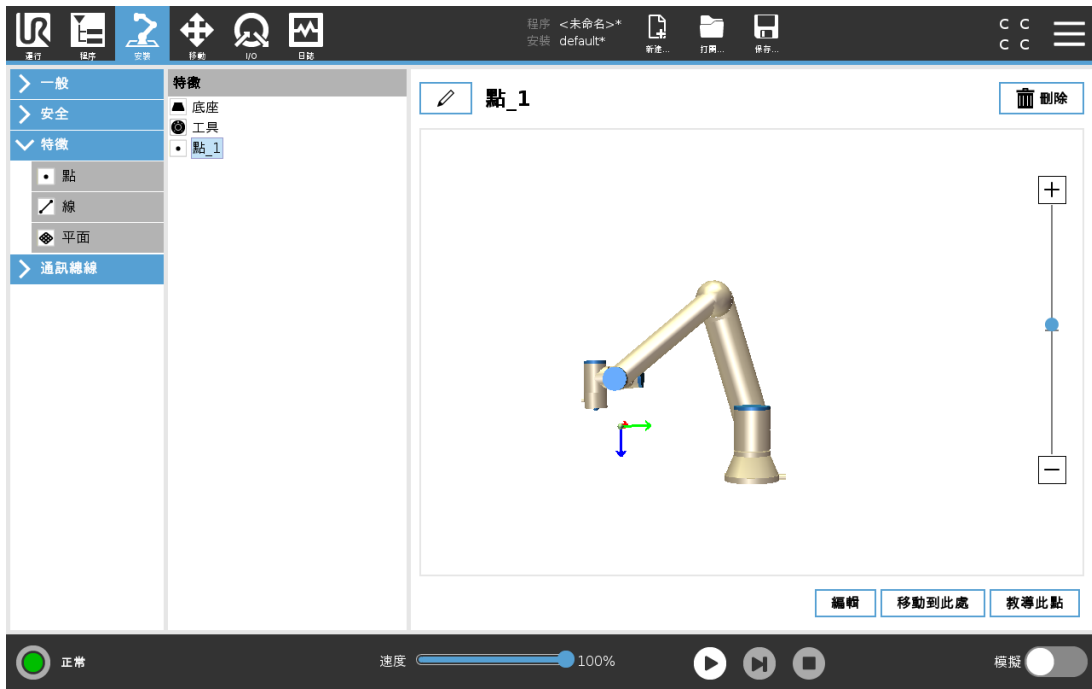 UR
運行
程序
安裝
移動
I/O
日誌
程序 <未命名>*
安裝 default*
新建...
打開...
保存...
C C
C C
一般
安全
特徵
點
線
平面
通訊總線
特徵
底座
工具
點_1
點_1
刪除
編輯
移動到此處
教導此點
正常
速度
100%
模擬